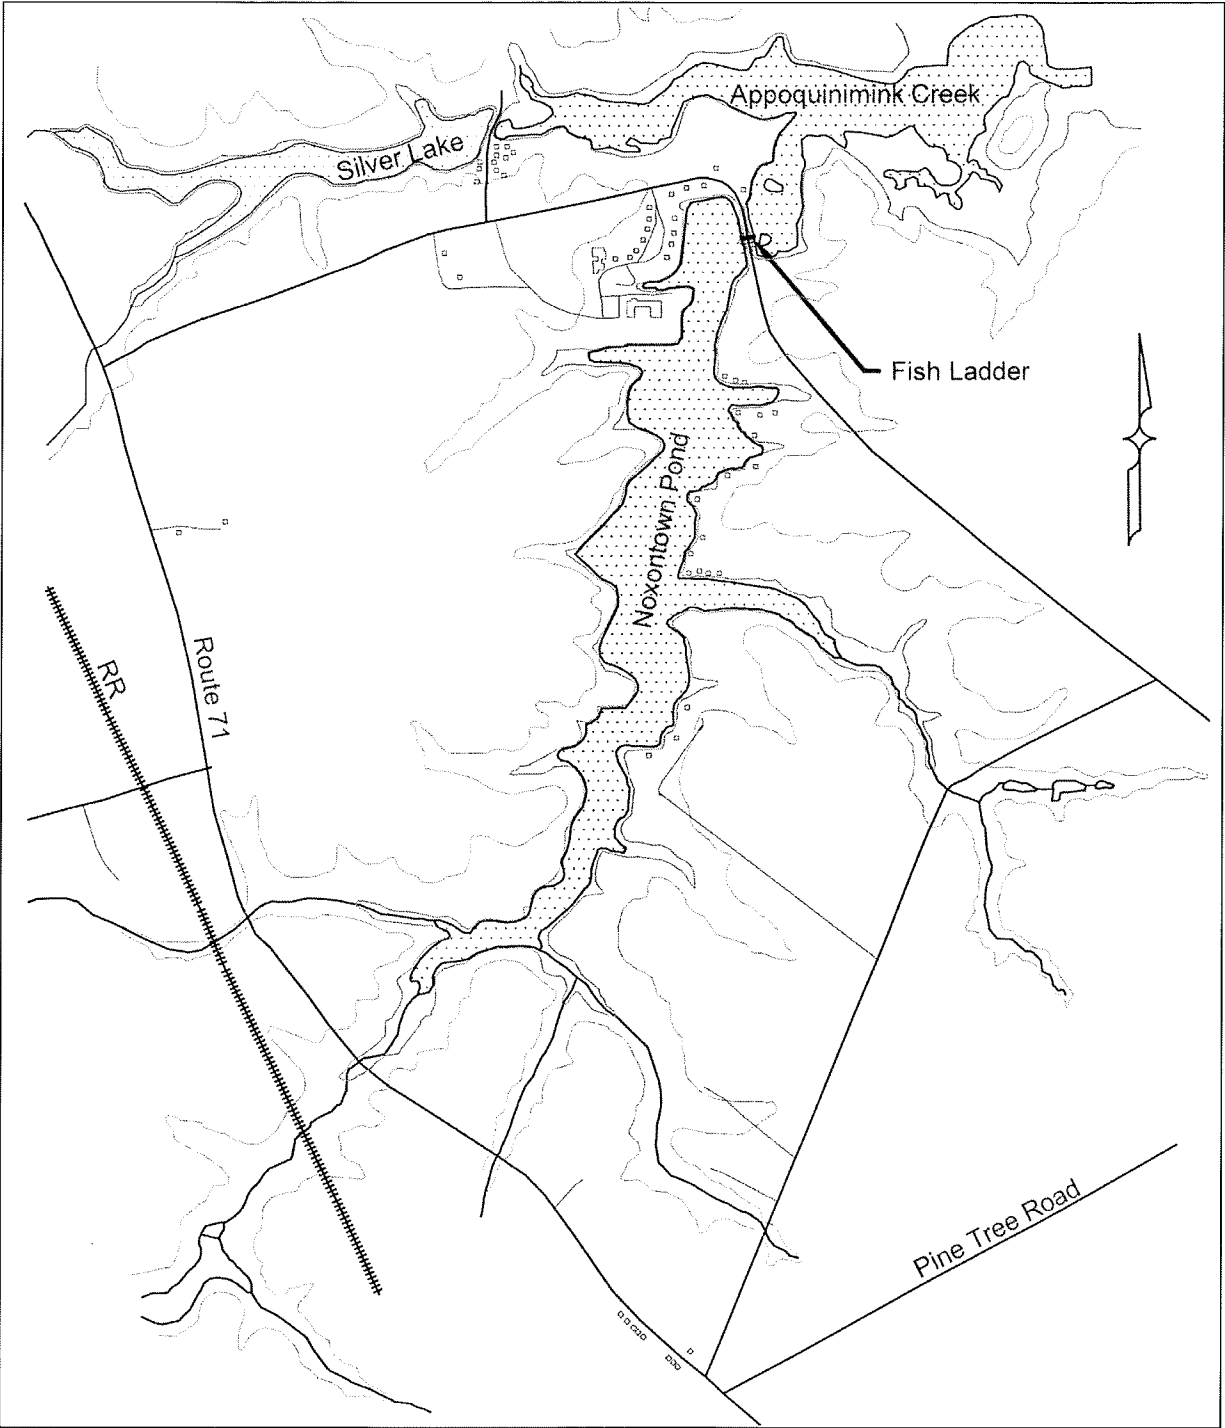 Appoquinimink Creek
Silver Lake
Fish Ladder
Noxontown Pond
Route 71
RR
Pine Tree Road